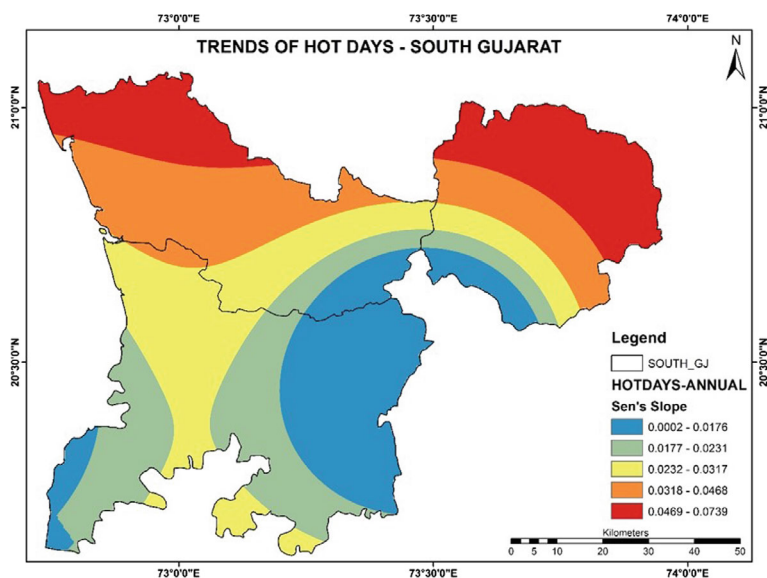 73°0'0"E 73°30'0"E 74°0'0"E
TRENDS OF HOT DAYS - SOUTH GUJARAT
N
21°0'0"N 21°0'0"N
20°30'0"N 20°30'0"N
Legend
SOUTH_GJ
HOTDAYS-ANNUAL
Sen's Slope
0.0002 - 0.0176
0.0177 - 0.0231
0.0232 - 0.0317
0.0318 - 0.0468
0.0469 - 0.0739
Kilometers
0 2 5 10 20 30 40 50
73°0'0"E 73°30'0"E 74°0'0"E